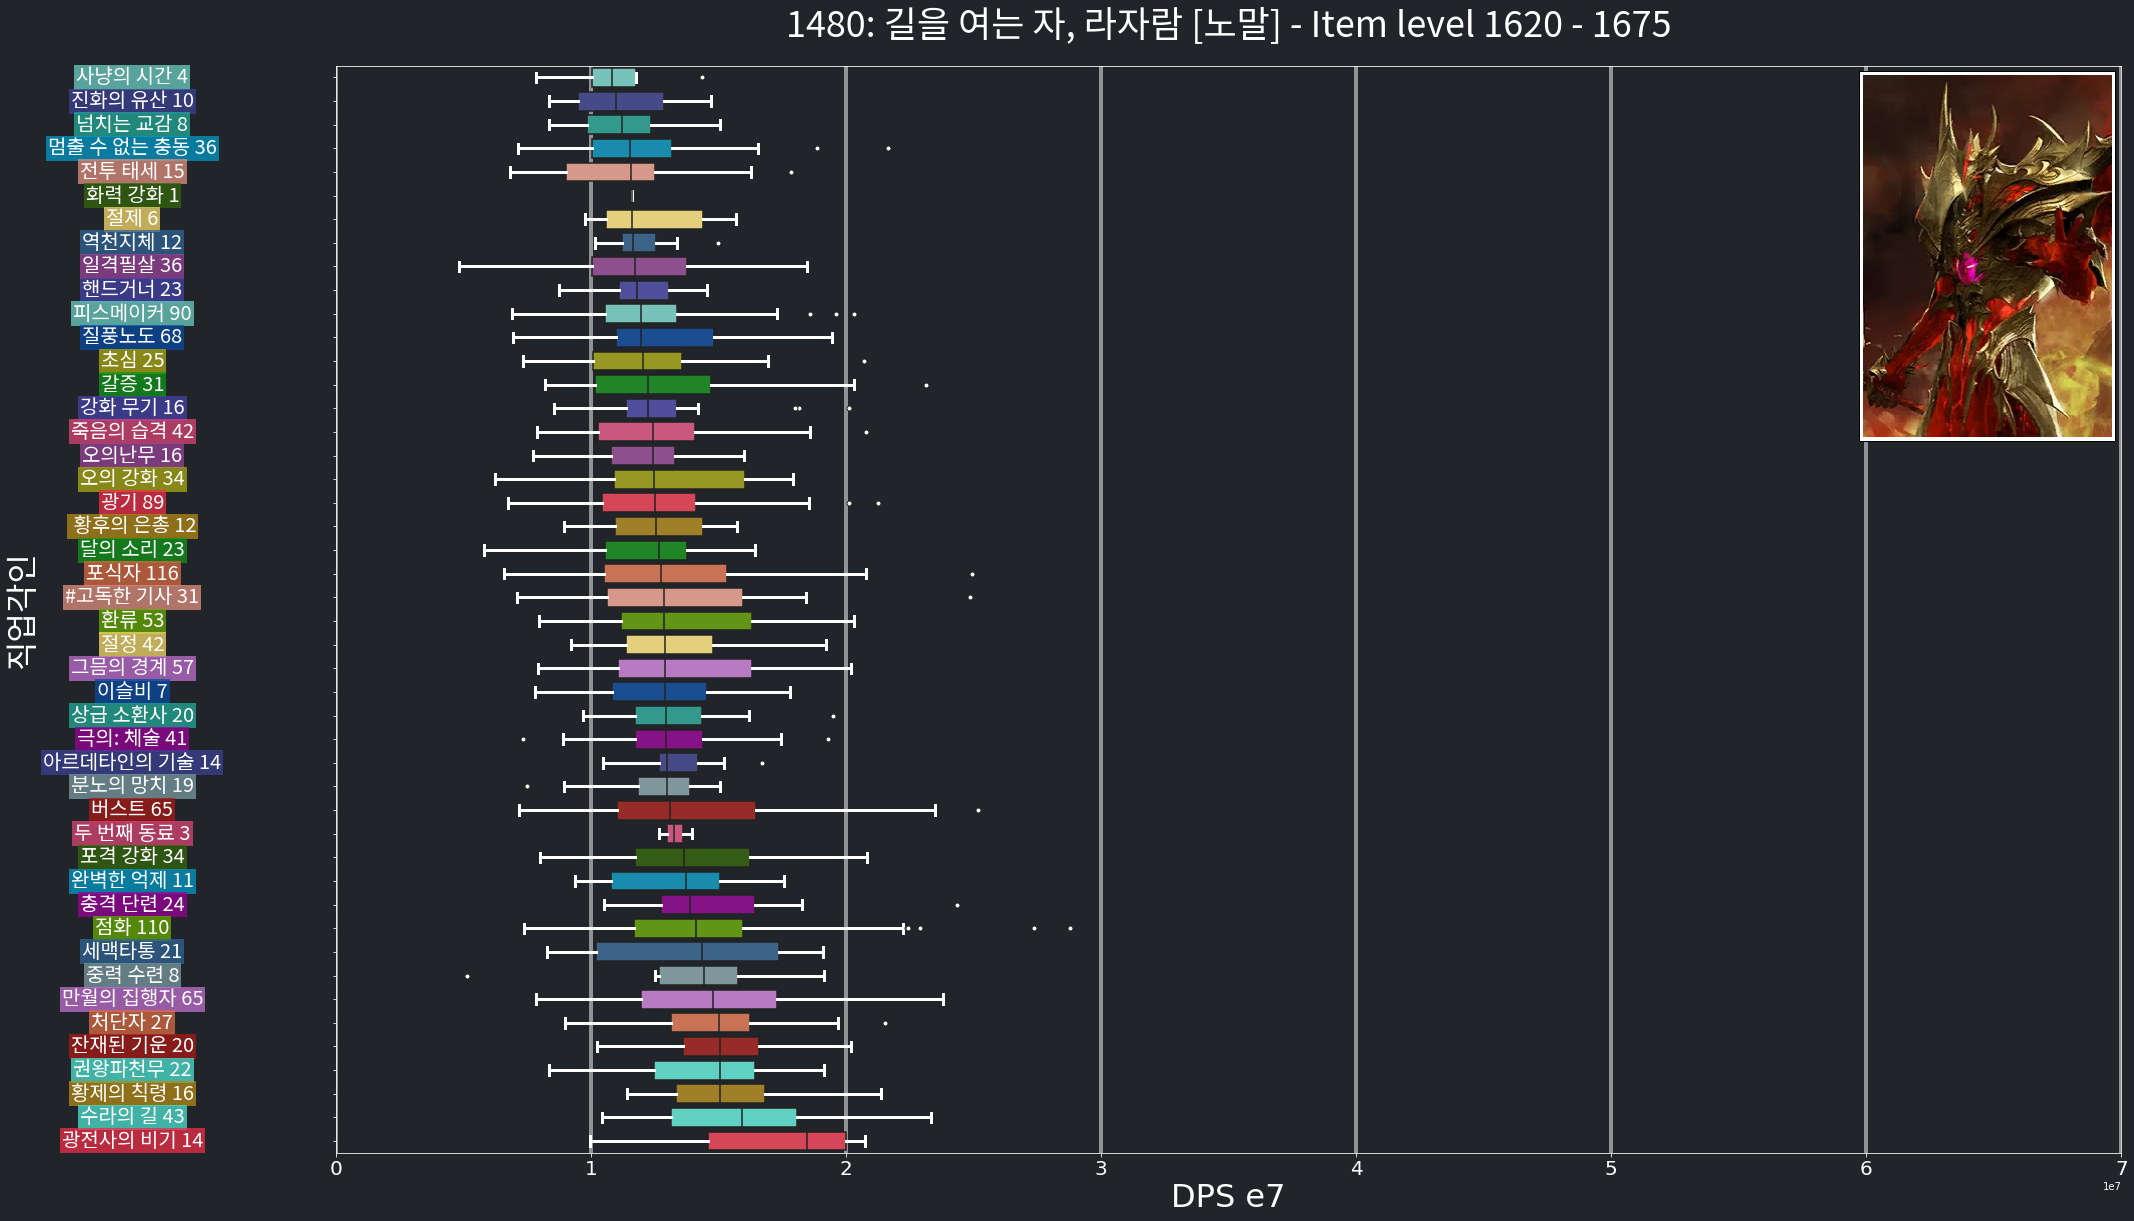 1480: 길을 여는 자, 라자람 [노말] - Item level 1620 - 1675
직업각인
사냥의 시간 4
진화의 유산 10
넘치는 교감 8
멈출 수 없는 충동 36
전투 태세 15
화력 강화 1
절제 6
역천지체 12
일격필살 36
핸드거너 23
피스메이커 90
질풍노도 68
초심 25
갈증 31
강화 무기 16
죽음의 습격 42
오의난무 16
오의 강화 34
광기 89
황후의 은총 12
달의 소리 23
포식자 116
#고독한 기사 31
환류 53
절정 42
그믐의 경계 57
이슬비 7
상급 소환사 20
극의: 체술 41
아르데타인의 기술 14
분노의 망치 19
버스트 65
두 번째 동료 3
포격 강화 34
완벽한 억제 11
충격 단련 24
점화 110
세맥타통 21
중력 수련 8
만월의 집행자 65
처단자 27
잔재된 기운 20
권왕파천무 22
황제의 칙령 16
수라의 길 43
광전사의 비기 14
0 1 2 3 4 5 6 7
1e7
DPS e7